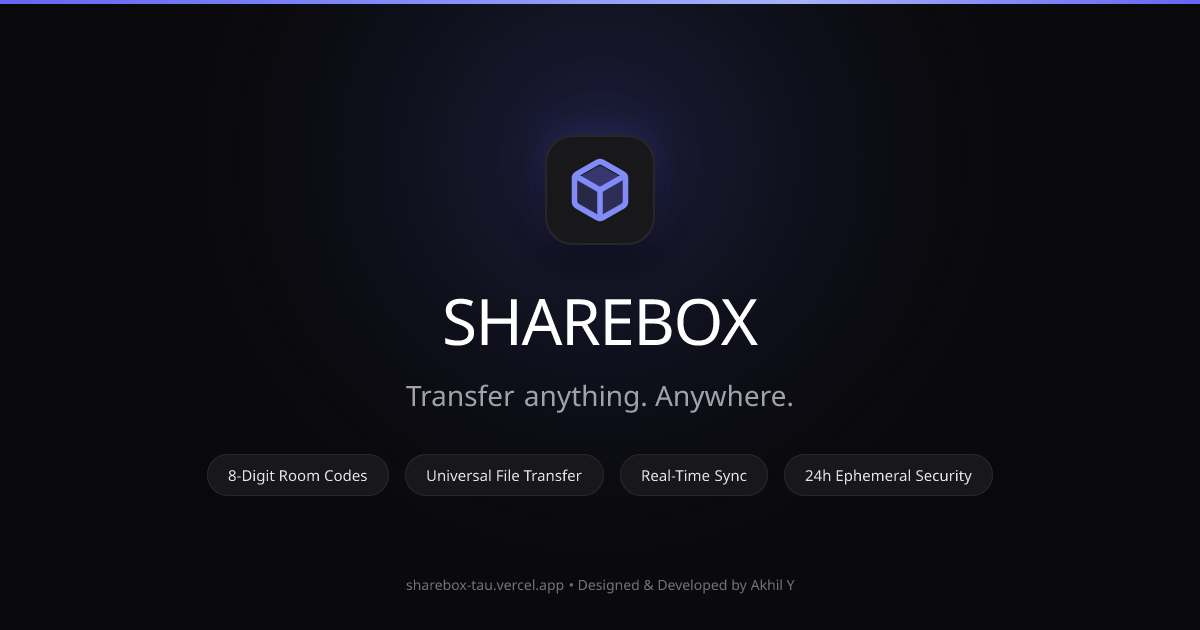 SHAREBOX
Transfer anything. Anywhere.
8-Digit Room Codes
Universal File Transfer
Real-Time Sync
24h Ephemeral Security
sharebox-tau.vercel.app • Designed & Developed by Akhil Y